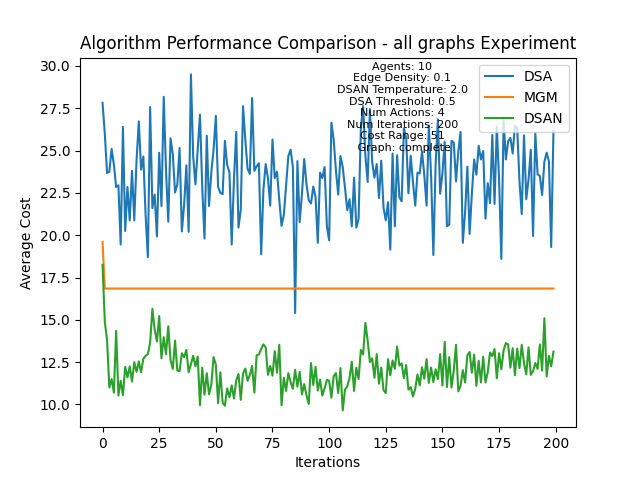 Algorithm Performance Comparison - all graphs Experiment
Agents: 10
Edge Density: 0.1
DSAN Temperature: 2.0
DSA Threshold: 0.5
Num Actions: 4
Num Iterations: 200
Cost Range: 51
Graph: complete
DSA
MGM
DSAN
Average Cost
30.0
27.5
25.0
22.5
20.0
17.5
15.0
12.5
10.0
0 25 50 75 100 125 150 175 200
Iterations